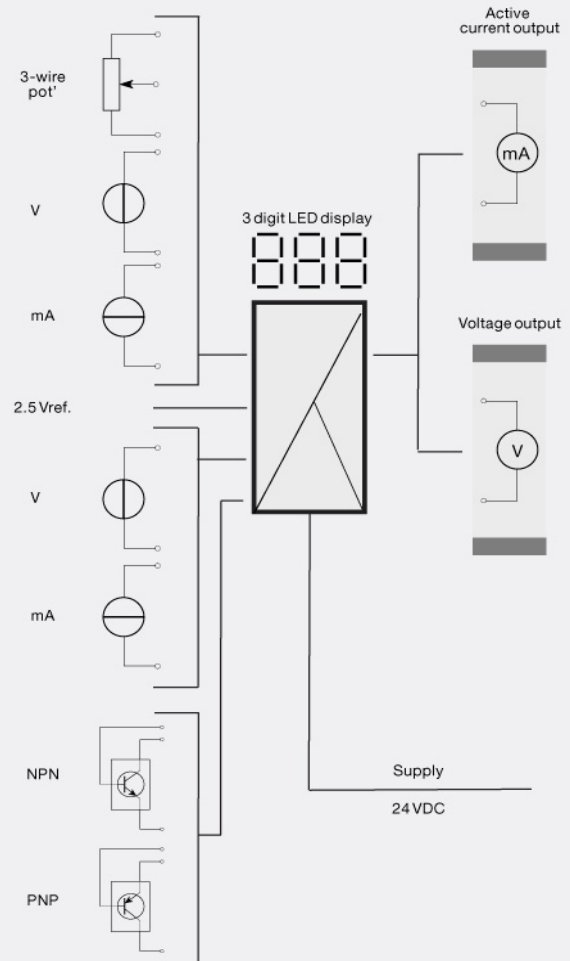 Active
current output
3-wire
pot'
mA
V
3 digit LED display
888
mA
Voltage output
2.5 Vref.
V
V
mA
NPN
Supply
24 VDC
PNP